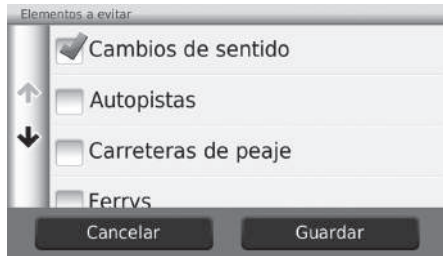 Elementos a evitar
Cambios de sentido
Autopistas
Carreteras de peaje
Ferrys
Cancelar
Guardar